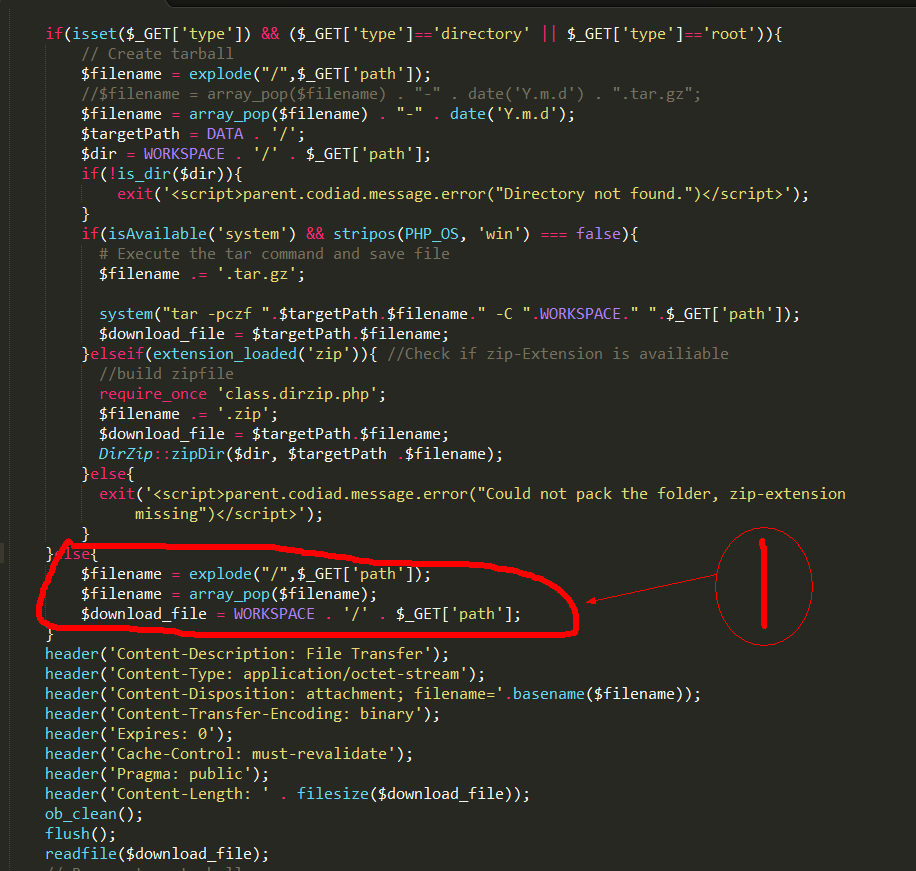 if(isset($_GET['type']) && ($_GET['type']=='directory' || $_GET['type']=='root')){
// Create tarball
$filename = explode("/",$_GET['path']);
//$filename = array_pop($filename) . "-" . date('Y.m.d') . ".tar.gz";
$filename = array_pop($filename) . "-" . date('Y.m.d');
$targetPath = DATA . '/';
$dir = WORKSPACE . '/' . $_GET['path'];
if(!is_dir($dir)){
exit('<script>parent.codiad.message.error("Directory not found.")</script>');
}
if(isAvailable('system') && stripos(PHP_OS, 'win') === false){
# Execute the tar command and save file
$filename .= '.tar.gz';
system("tar -pczf ".$targetPath.$filename." -C ".WORKSPACE." ".$_GET['path']);
$download_file = $targetPath.$filename;
}elseif(extension_loaded('zip')){ //Check if zip-Extension is availiable
//build zipfile
require_once 'class.dirzip.php';
$filename .= '.zip';
$download_file = $targetPath.$filename;
DirZip::zipDir($dir, $targetPath .$filename);
}else{
exit('<script>parent.codiad.message.error("Could not pack the folder, zip-extension
missing")</script>');
}
}else{
$filename = explode("/",$_GET['path']);
$filename = array_pop($filename);
$download_file = WORKSPACE . '/' . $_GET['path'];
1
}
header('Content-Description: File Transfer');
header('Content-Type: application/octet-stream');
header('Content-Disposition: attachment; filename='.basename($filename));
header('Content-Transfer-Encoding: binary');
header('Expires: 0');
header('Cache-Control: must-revalidate');
header('Pragma: public');
header('Content-Length: ' . filesize($download_file));
ob_clean();
flush();
readfile($download_file);